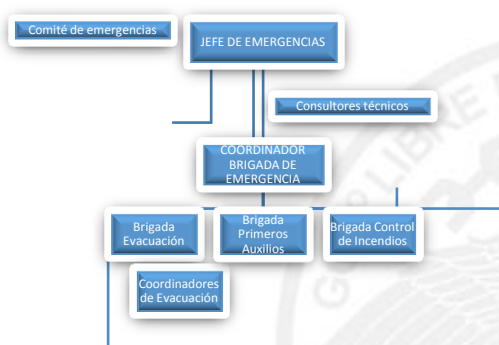 Comité de emergencias
JEFE DE EMERGENCIAS
Consultores técnicos
COORDINADOR
BRIGADA DE
EMERGENCIA
Brigada
Evacuación
Brigada
Primeros
Auxilios
Brigada Control
de Incendios
Coordinadores
de Evacuación